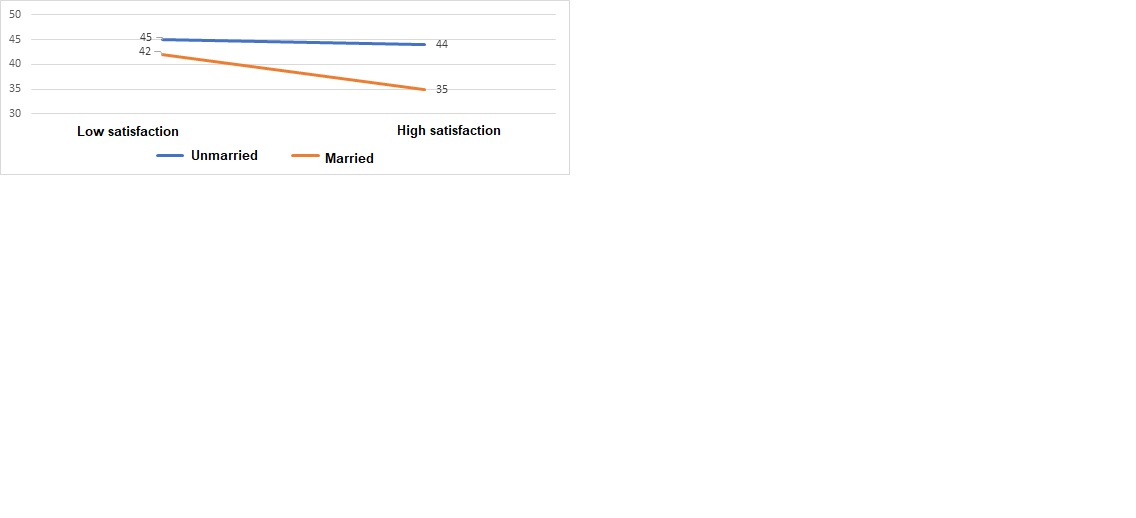 50
45
40
35
30
45
42
44
35
Low satisfaction
High satisfaction
Unmarried
Married